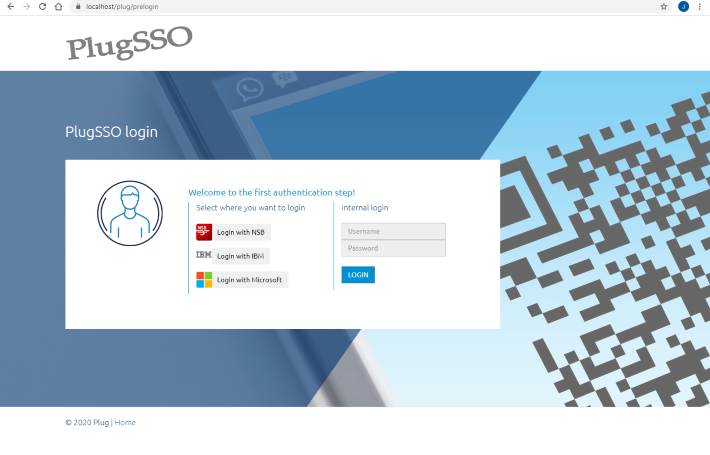 localhost/plug/prelogin
J
PlugSSO
PlugSSO login
Welcome to the first authentication step!
Select where you want to login
NSB
Login with NSB
IBM
Login with IBM
Login with Microsoft
Internal login
Username
Password
LOGIN
© 2020 Plug | Home